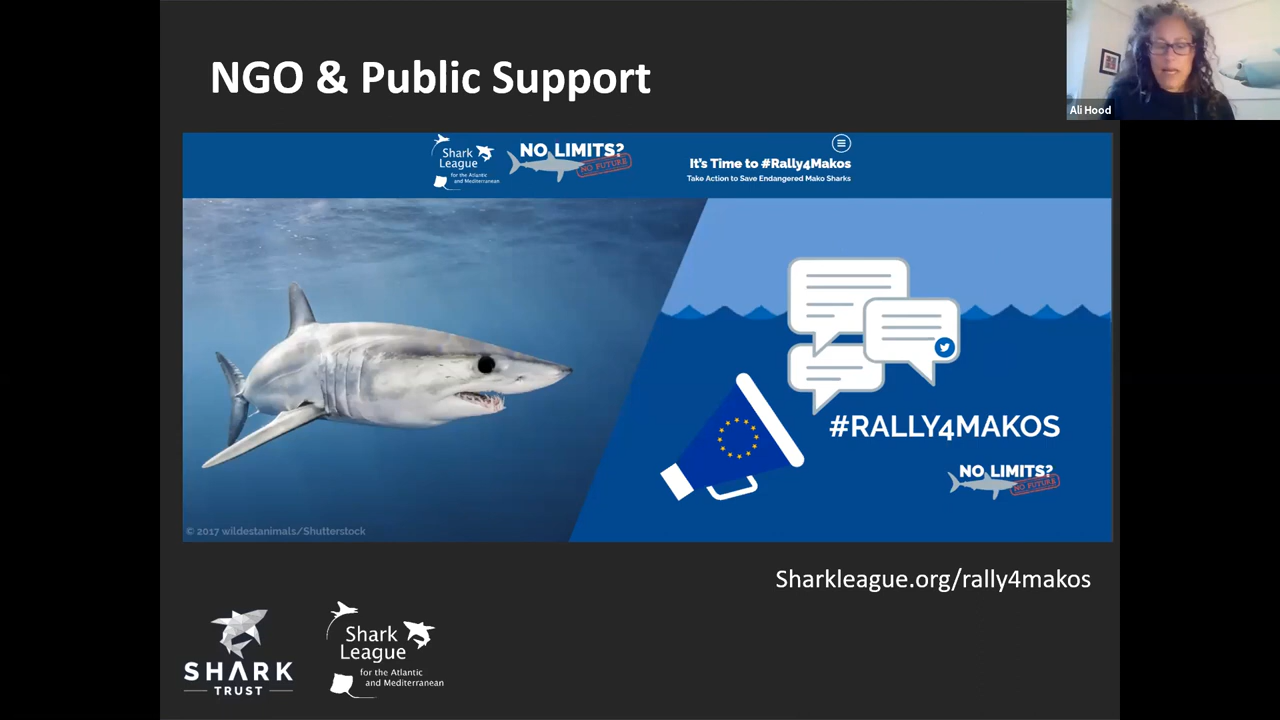 NGO & Public Support
Ali Hood
Shark
League
for the Atlantic
and Mediterranean
NO LIMITS?
NO FUTURE
It's Time to #Rally4Makos
Take Action to Save Endangered Mako Sharks
#RALLY4MAKOS
NO LIMITS?
NO FUTURE
© 2017 wildestanimals/Shutterstock
Sharkleague.org/rally4makos
SHARK
TRUST
Shark
League
for the Atlantic
and Mediterranean